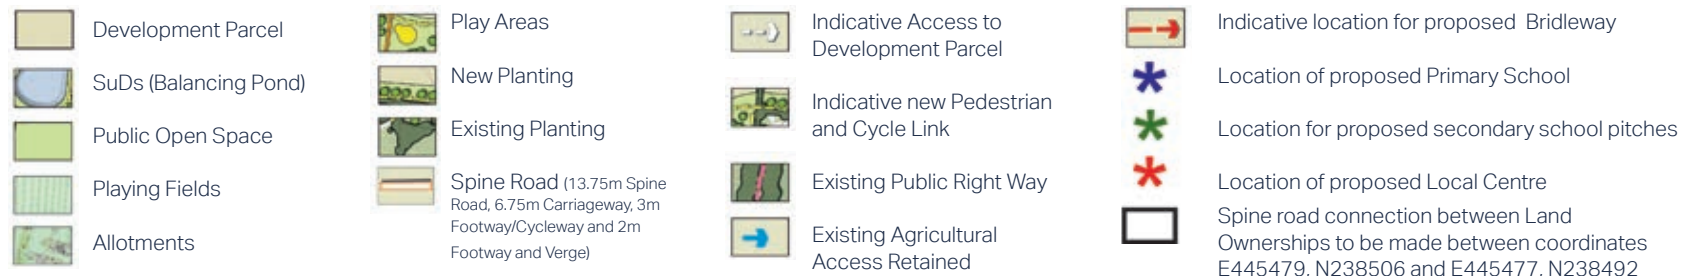 Development Parcel
SuDs (Balancing Pond)
Public Open Space
Playing Fields
Allotments
Play Areas
New Planting
Existing Planting
Spine Road (13.75m Spine
Road, 6.75m Carriageway, 3m
Footway/Cycleway and 2m
Footway and Verge)
Indicative Access to
Development Parcel
Indicative new Pedestrian
and Cycle Link
Existing Public Right Way
Existing Agricultural
Access Retained
Indicative location for proposed Bridleway
Location of proposed Primary School
Location for proposed secondary school pitches
Location of proposed Local Centre
Spine road connection between Land
Ownerships to be made between coordinates
E445479, N238506 and E445477, N238492